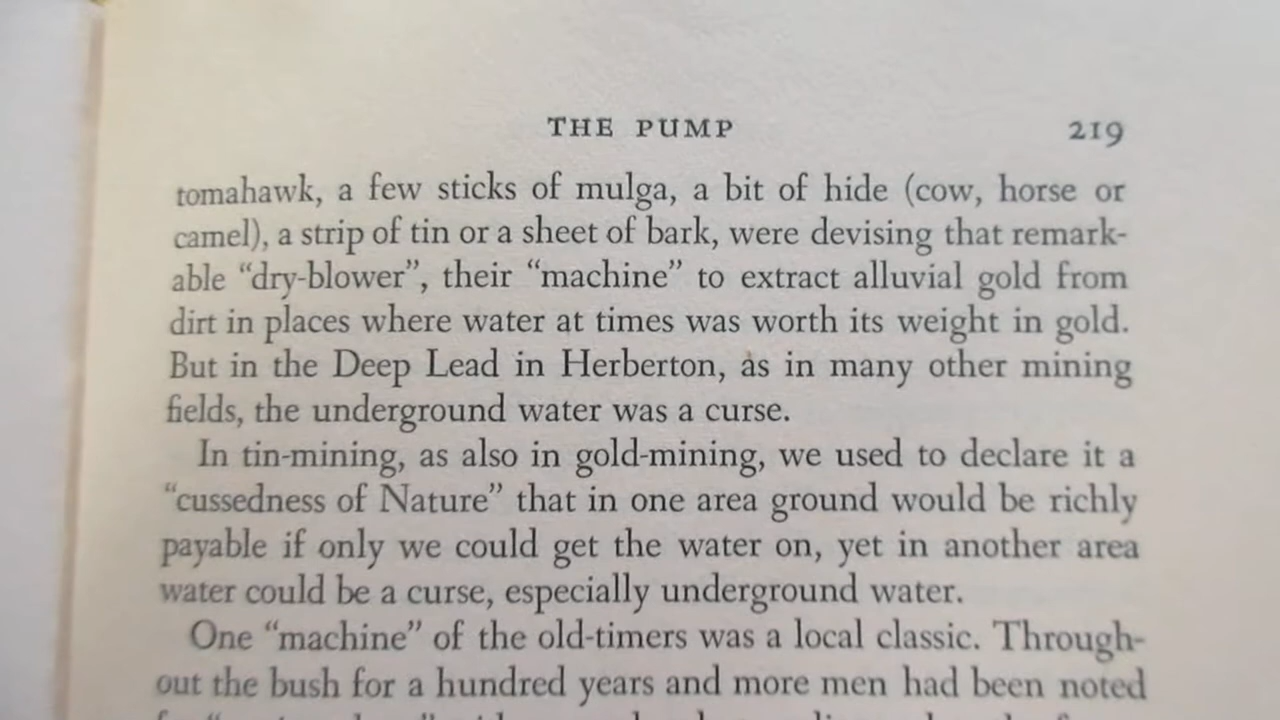 THE PUMP 219
tomahawk, a few sticks of mulga, a bit of hide (cow, horse or
camel), a strip of tin or a sheet of bark, were devising that remark-
able “dry-blower”, their “machine” to extract alluvial gold from
dirt in places where water at times was worth its weight in gold.
But in the Deep Lead in Herberton, as in many other mining
fields, the underground water was a curse.
In tin-mining, as also in gold-mining, we used to declare it a
“cussedness of Nature” that in one area ground would be richly
payable if only we could get the water on, yet in another area
water could be a curse, especially underground water.
One “machine” of the old-timers was a local classic. Through-
out the bush for a hundred years and more men had been noted